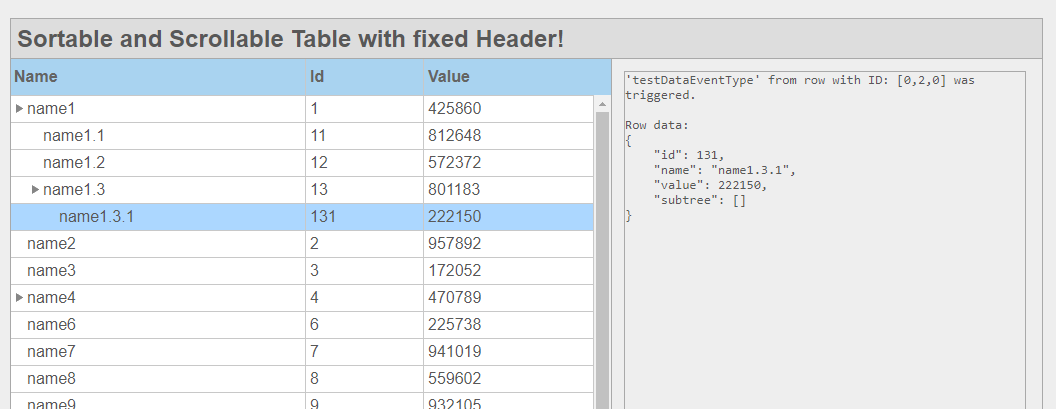 Sortable and Scrollable Table with fixed Header!
Name Id Value
name1 1 425860
name1.1 11 812648
name1.2 12 572372
name1.3 13 801183
name1.3.1 131 222150
name2 2 957892
name3 3 172052
name4 4 470789
name6 6 225738
name7 7 941019
name8 8 559602
name9 9 932105
'testDataEventType' from row with ID: [0,2,0] was
triggered.
Row data:
{
"id": 131,
"name": "name1.3.1",
"value": 222150,
"subtree": []
}